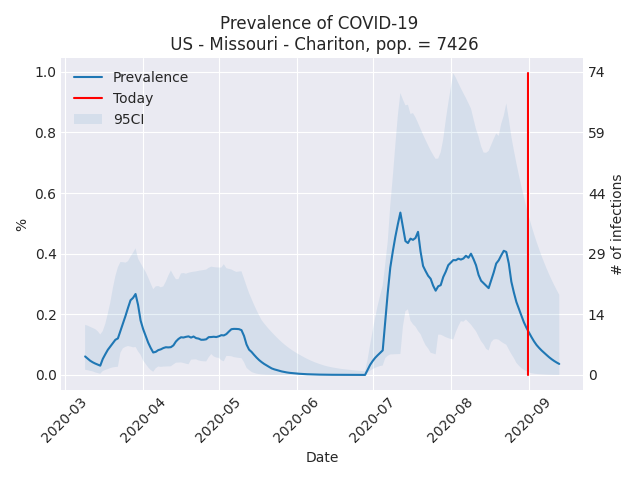 Prevalence of COVID-19
US - Missouri - Chariton, pop. = 7426
Prevalence
Today
95CI
1.0
0.8
0.6
0.4
0.2
0.0
%
74
59
44
29
14
0
# of infections
2020-03
2020-04
2020-05
2020-06
2020-07
2020-08
2020-09
Date